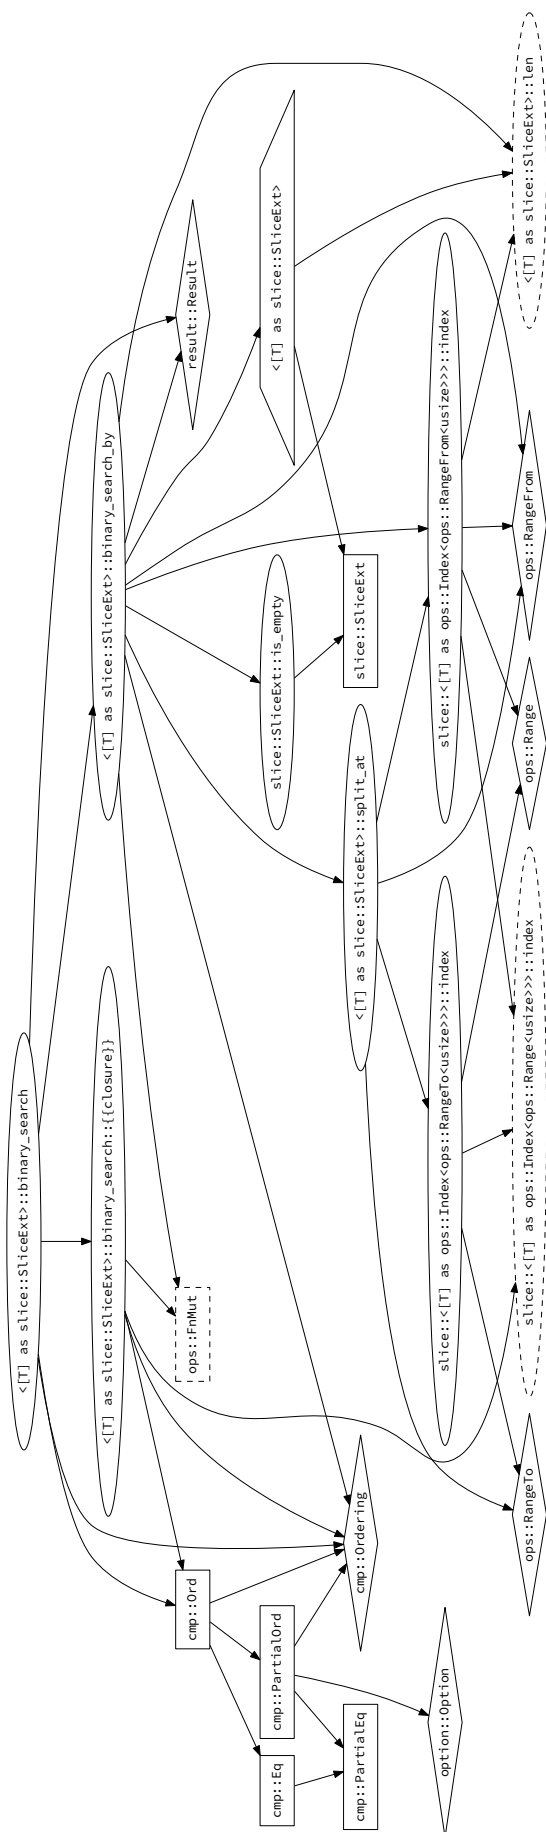 <[T] as slice::SliceExt>::binary_search
<[T] as slice::SliceExt>::binary_search_by
<[T] as slice::SliceExt>::binary_search::{{closure}}
result::Result
ops::FnMut
cmp::Ord
<[T] as slice::SliceExt>
slice::SliceExt::is_empty
cmp::PartialOrd
cmp::Eq
slice::SliceExt
<[T] as slice::SliceExt>::split_at
cmp::Ordering
cmp::PartialEq
slice::<[T] as ops::Index<ops::RangeFrom<usize>>>::index
slice::<[T] as ops::Index<ops::RangeTo<usize>>>::index
option::Option
<[T] as slice::SliceExt>::len
ops::RangeFrom
ops::Range
slice::<[T] as ops::Index<ops::Range<usize>>>::index
ops::RangeTo